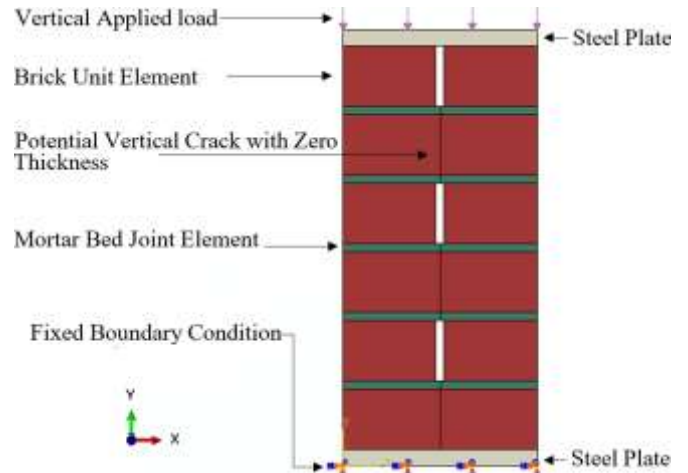 Vertical Applied load
Steel Plate
Brick Unit Element
Potential Vertical Crack with Zero
Thickness
Mortar Bed Joint Element
Fixed Boundary Condition
Y
X
Steel Plate